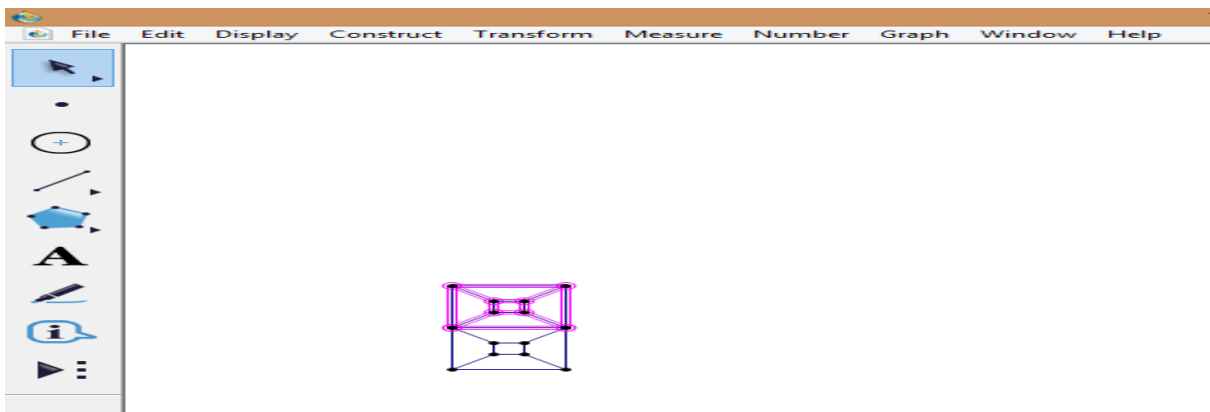 File Edit Display Construct Transform Measure Number Graph Window Help
A
i